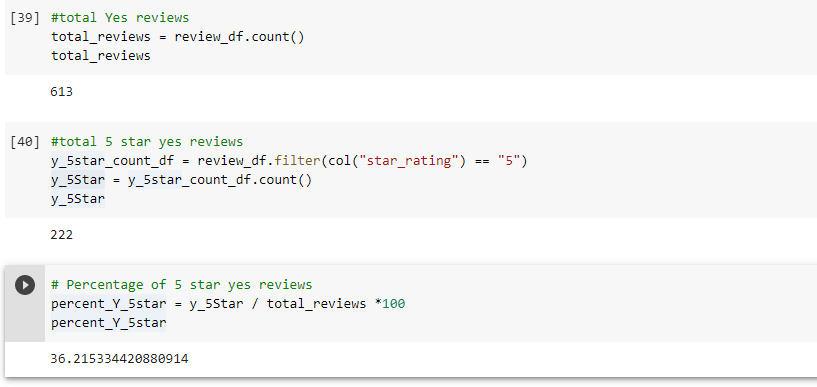 [39] #total Yes reviews
total_reviews = review_df.count()
total_reviews
613
[40] #total 5 star yes reviews
y_5star_count_df = review_df.filter(col("star_rating") == "5")
y_5Star = y_5star_count_df.count()
y_5Star
222
# Percentage of 5 star yes reviews
percent_Y_5star = y_5Star / total_reviews *100
percent_Y_5star
36.215334420880914